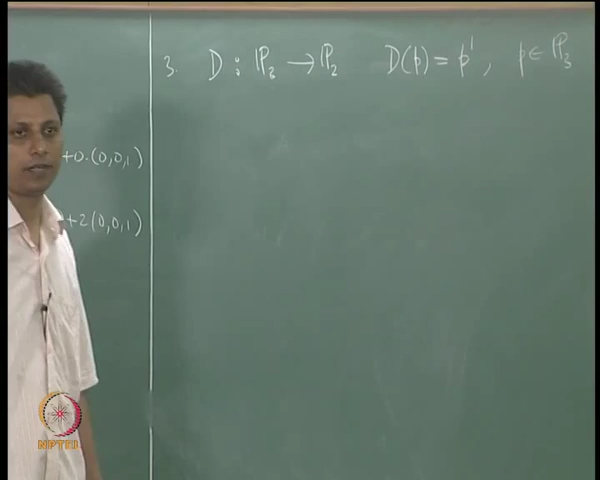 3. D : ℙ₃ → ℙ₂ D(p) = p', p ∈ ℙ₃
+0.(0,0,1)
+2(0,0,1)
NPTEL